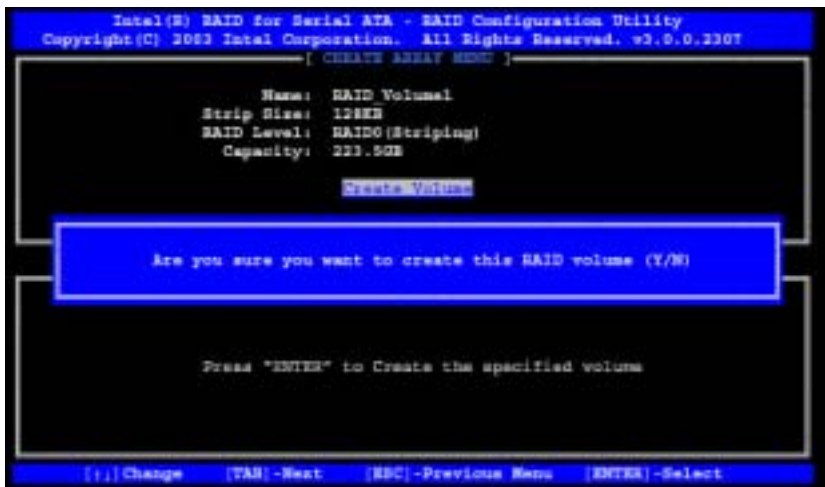 Intel(R) RAID for Serial ATA - RAID Configuration Utility
Copyright(C) 2003 Intel Corporation. All Rights Reserved. v3.0.0.2307
[ CREATE ARRAY MENU ]
Name: RAID_Volume1
Strip Size: 128KB
RAID Level: RAID0(Striping)
Capacity: 223.5GB
Create Volume
Are you sure you want to create this RAID volume (Y/N)
Press "ENTER" to Create the specified volume
[↑↓]Change [TAB]-Next [ESC]-Previous Menu [ENTER]-Select